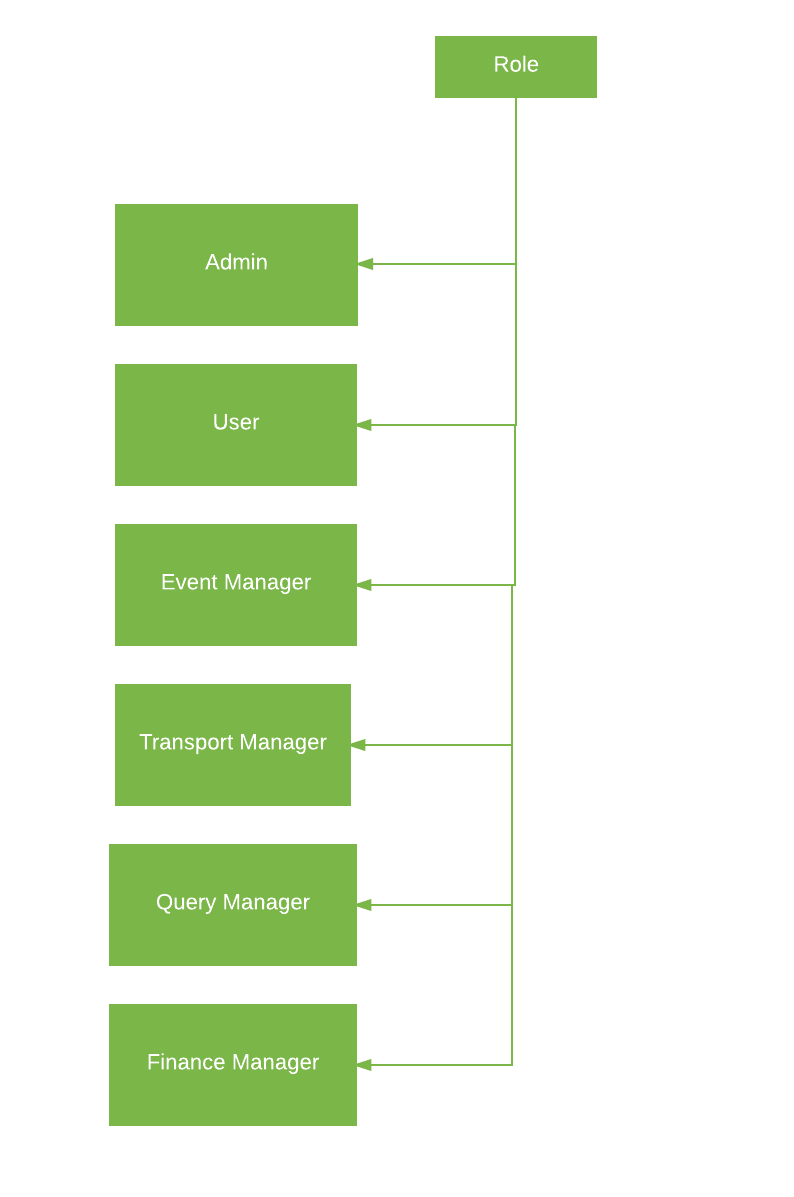 Role
Admin
User
Event Manager
Transport Manager
Query Manager
Finance Manager